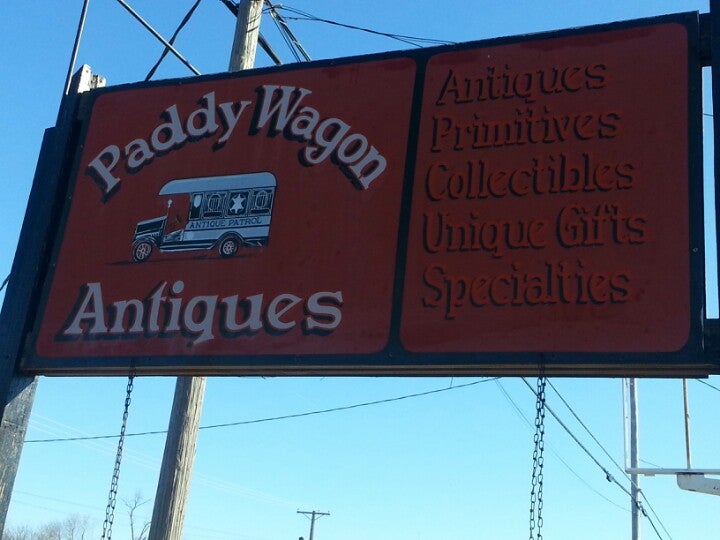 Paddy Wagon
ANTIQUE PATROL
Antiques
Antiques
Primitives
Collectibles
Unique Gifts
Specialties